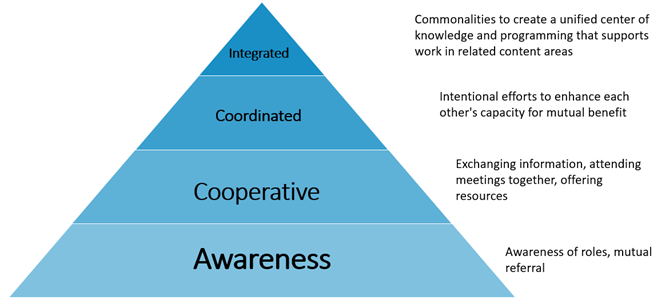 Integrated
Commonalities to create a unified center of
knowledge and programming that supports
work in related content areas
Coordinated
Intentional efforts to enhance each
other's capacity for mutual benefit
Cooperative
Exchanging information, attending
meetings together, offering
resources
Awareness
Awareness of roles, mutual
referral